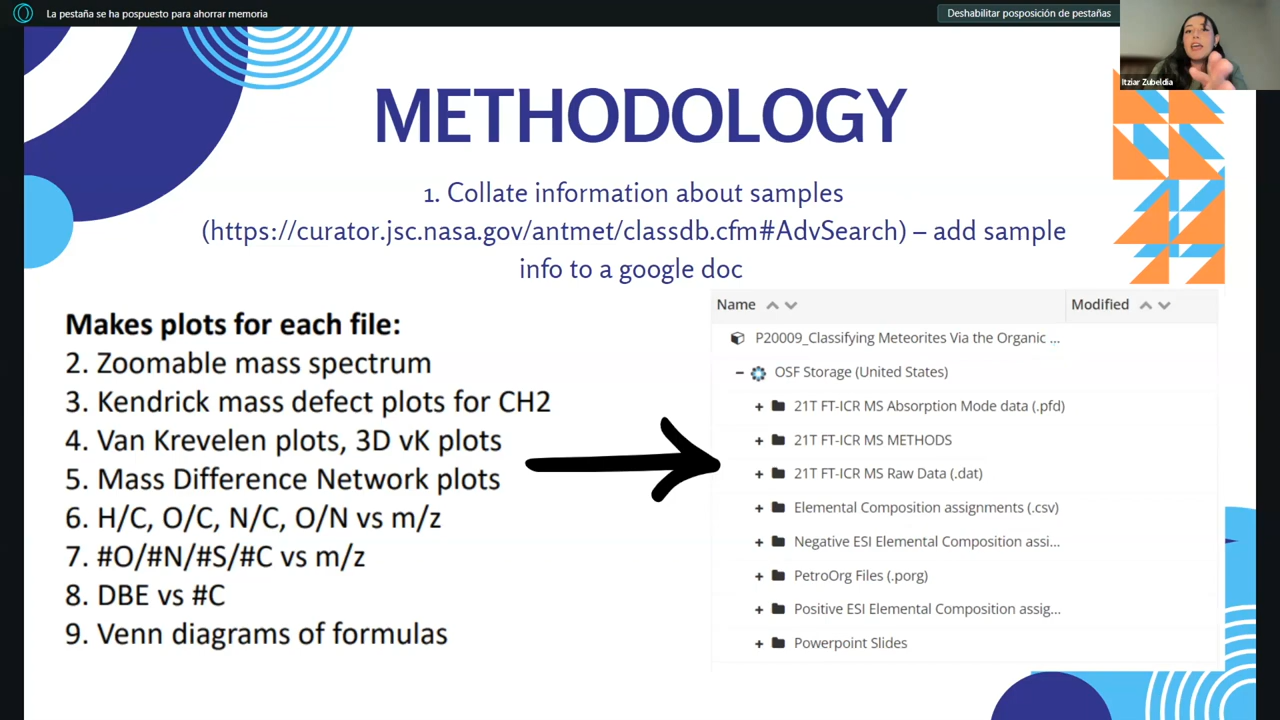 La pestaña se ha pospuesto para ahorrar memoria
Deshabilitar posposición de pestañas
Itziar Zubeldia
METHODOLOGY
1. Collate information about samples
(https://curator.jsc.nasa.gov/antmet/classdb.cfm#AdvSearch) – add sample
info to a google doc
Makes plots for each file:
2. Zoomable mass spectrum
3. Kendrick mass defect plots for CH2
4. Van Krevelen plots, 3D vK plots
5. Mass Difference Network plots
6. H/C, O/C, N/C, O/N vs m/z
7. #O/#N/#S/#C vs m/z
8. DBE vs #C
9. Venn diagrams of formulas
Name Modified
P20009_Classifying Meteorites Via the Organic ...
OSF Storage (United States)
21T FT-ICR MS Absorption Mode data (.pfd)
21T FT-ICR MS METHODS
21T FT-ICR MS Raw Data (.dat)
Elemental Composition assignments (.csv)
Negative ESI Elemental Composition assi...
PetroOrg Files (.porg)
Positive ESI Elemental Composition assig...
Powerpoint Slides